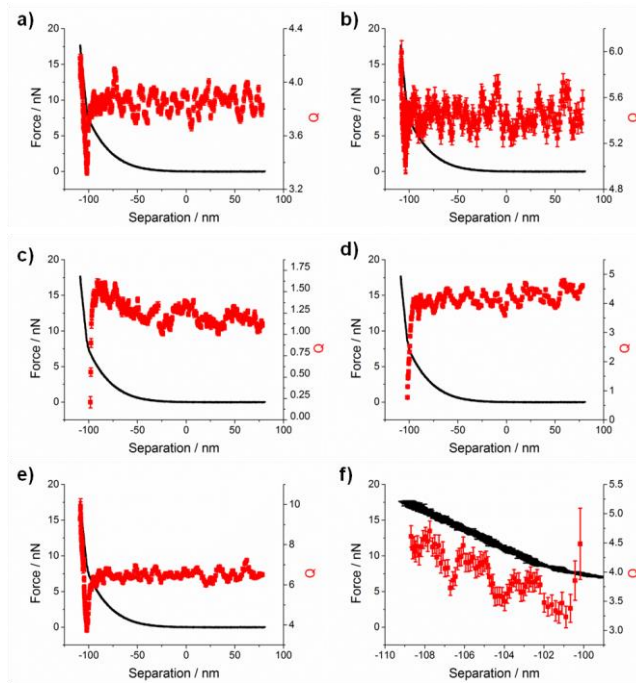 a)
20
15
10
5
0
Force / nN
4.4
4.0
3.6
3.2
Q
-100 -50 0 50 100
Separation / nm
b)
20
15
10
5
0
Force / nN
6.0
5.6
5.2
4.8
Q
-100 -50 0 50 100
Separation / nm
c)
20
15
10
5
0
Force / nN
1.75
1.50
1.25
1.00
0.75
0.50
0.25
0.00
Q
-100 -50 0 50 100
Separation / nm
d)
20
15
10
5
0
Force / nN
5
4
3
2
1
0
Q
-100 -50 0 50 100
Separation / nm
e)
20
15
10
5
0
Force / nN
10
8
6
4
Q
-100 -50 0 50 100
Separation / nm
f)
20
15
10
5
0
Force / nN
5.5
5.0
4.5
4.0
3.5
3.0
Q
-110 -108 -106 -104 -102 -100
Separation / nm